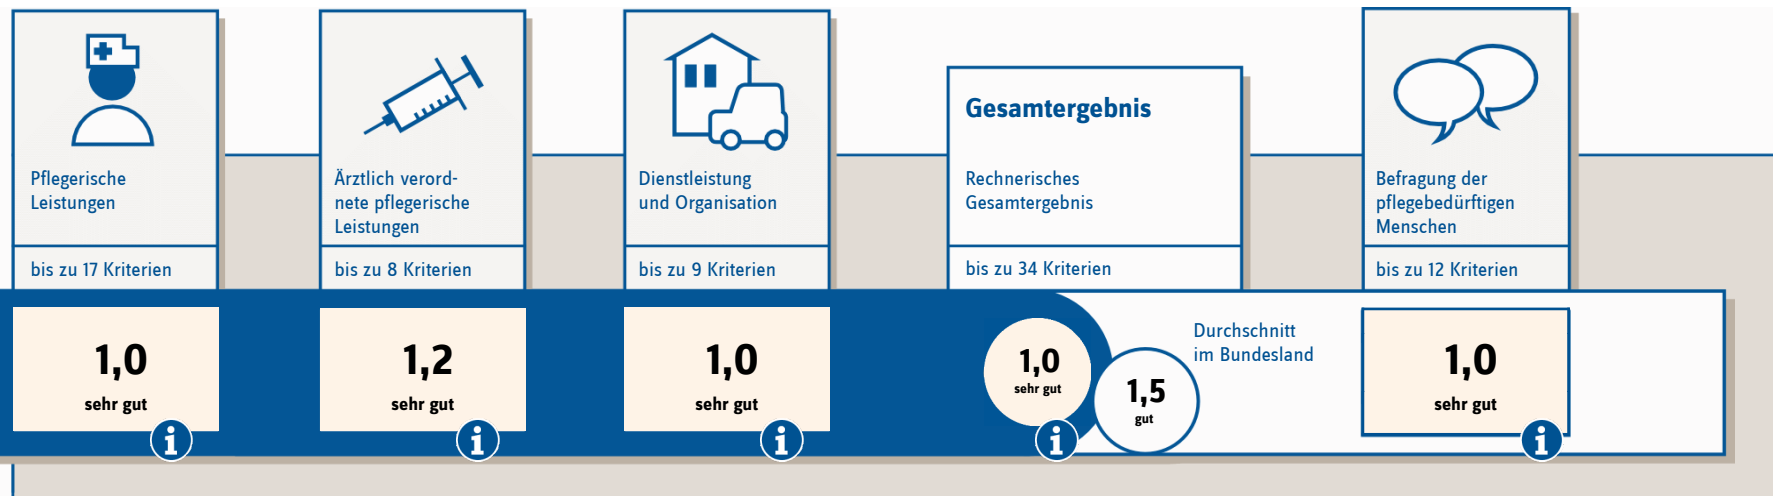 Pflegerische
Leistungen
bis zu 17 Kriterien
1,0
sehr gut
Ärztlich verord-
nete pflegerische
Leistungen
bis zu 8 Kriterien
1,2
sehr gut
Dienstleistung
und Organisation
bis zu 9 Kriterien
1,0
sehr gut
Gesamtergebnis
Rechnerisches
Gesamtergebnis
bis zu 34 Kriterien
1,0
sehr gut
1,5
gut
Durchschnitt
im Bundesland
Befragung der
pflegebedürftigen
Menschen
bis zu 12 Kriterien
1,0
sehr gut